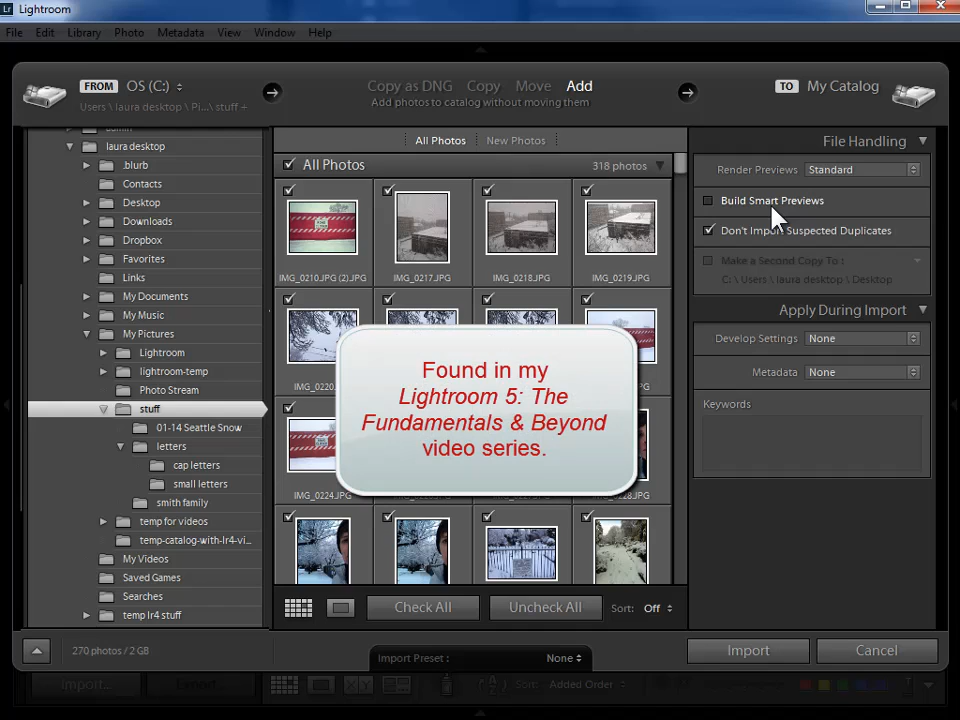 Lr Lightroom
File Edit Library Photo Metadata View Window Help
FROM OS (C:)
Users \ laura desktop \ Pi... \ stuff +
Copy as DNG Copy Move Add
Add photos to catalog without moving them
TO My Catalog
admin
laura desktop
.blurb
Contacts
Desktop
Downloads
Dropbox
Favorites
Links
My Documents
My Music
My Pictures
Lightroom
lightroom-temp
Photo Stream
stuff
01-14 Seattle Snow
letters
cap letters
small letters
smith family
temp for videos
temp-catalog-with-lr4-vi...
My Videos
Saved Games
Searches
temp lr4 stuff
All Photos New Photos
All Photos 318 photos
IMG_0210.JPG (2).JPG IMG_0217.JPG IMG_0218.JPG IMG_0219.JPG
IMG_0220.
IMG_0224.JPG
Found in my
Lightroom 5: The
Fundamentals & Beyond
video series.
Check All Uncheck All Sort: Off
File Handling
Render Previews Standard
Build Smart Previews
Don't Import Suspected Duplicates
Make a Second Copy To :
C: \ Users \ laura desktop \ Desktop
Apply During Import
Develop Settings None
Metadata None
Keywords
270 photos / 2 GB
Import Preset : None
Import Cancel
Import... Export
X Y
Sort: Added Order